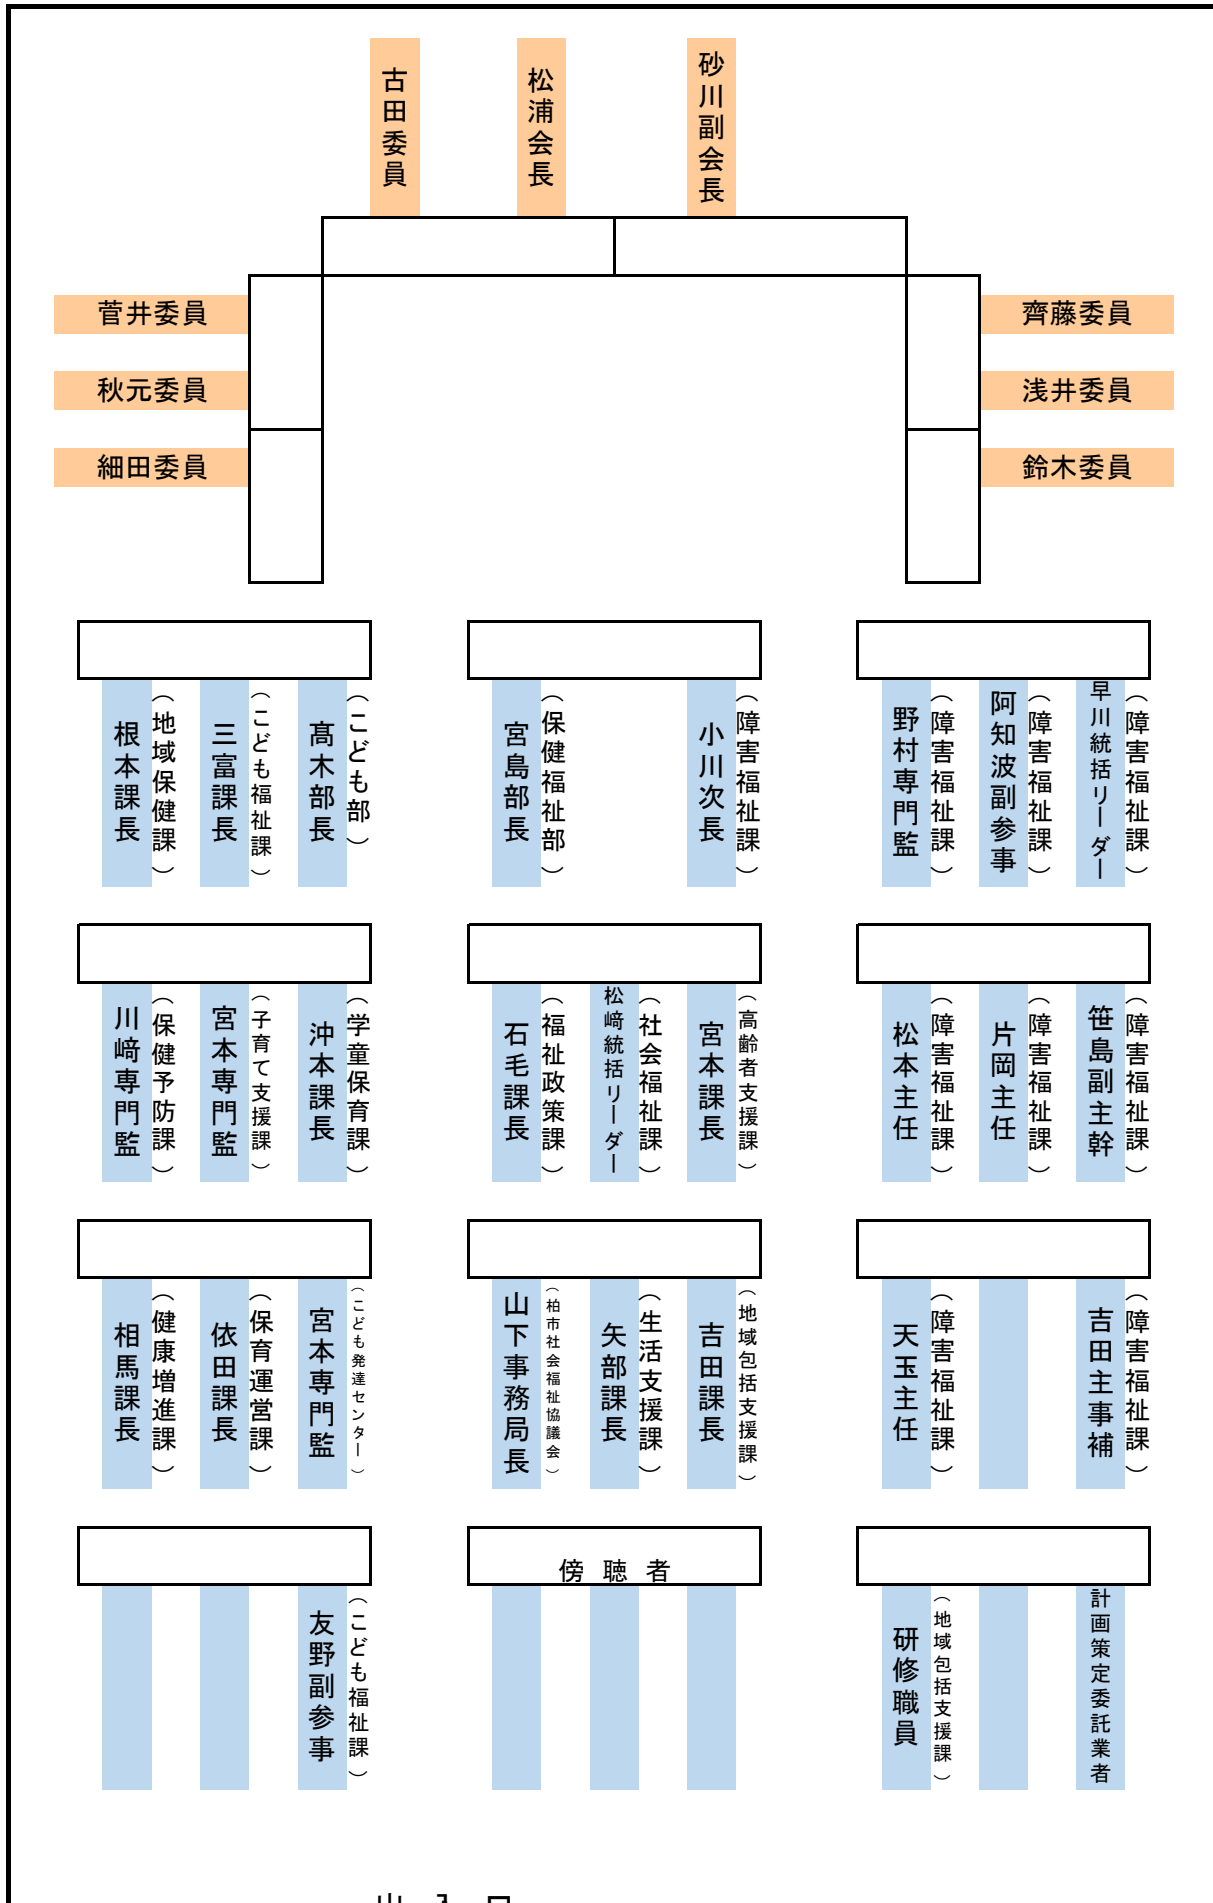 古田委員
松浦会長
砂川副会長
菅井委員
齊藤委員
秋元委員
浅井委員
細田委員
鈴木委員
根本課長
（地域保健課）
三富課長
（こども福祉課）
髙木部長
（こども部）
宮島部長
（保健福祉部）
小川次長
（障害福祉課）
野村専門監
（障害福祉課）
阿知波副参事
（障害福祉課）
早川統括リーダー
（障害福祉課）
川﨑専門監
（保健予防課）
宮本専門監
（子育て支援課）
沖本課長
（学童保育課）
石毛課長
（福祉政策課）
松﨑統括リーダー
（社会福祉課）
宮本課長
（高齢者支援課）
松本主任
（障害福祉課）
片岡主任
（障害福祉課）
笹島副主幹
（障害福祉課）
相馬課長
（健康増進課）
依田課長
（保育運営課）
宮本専門監
（こども発達センター）
山下事務局長
（柏市社会福祉協議会）
矢部課長
（生活支援課）
吉田課長
（地域包括支援課）
天玉主任
（障害福祉課）
吉田主事補
（障害福祉課）
傍聴者
友野副参事
（こども福祉課）
研修職員
（地域包括支援課）
計画策定委託業者
出入口